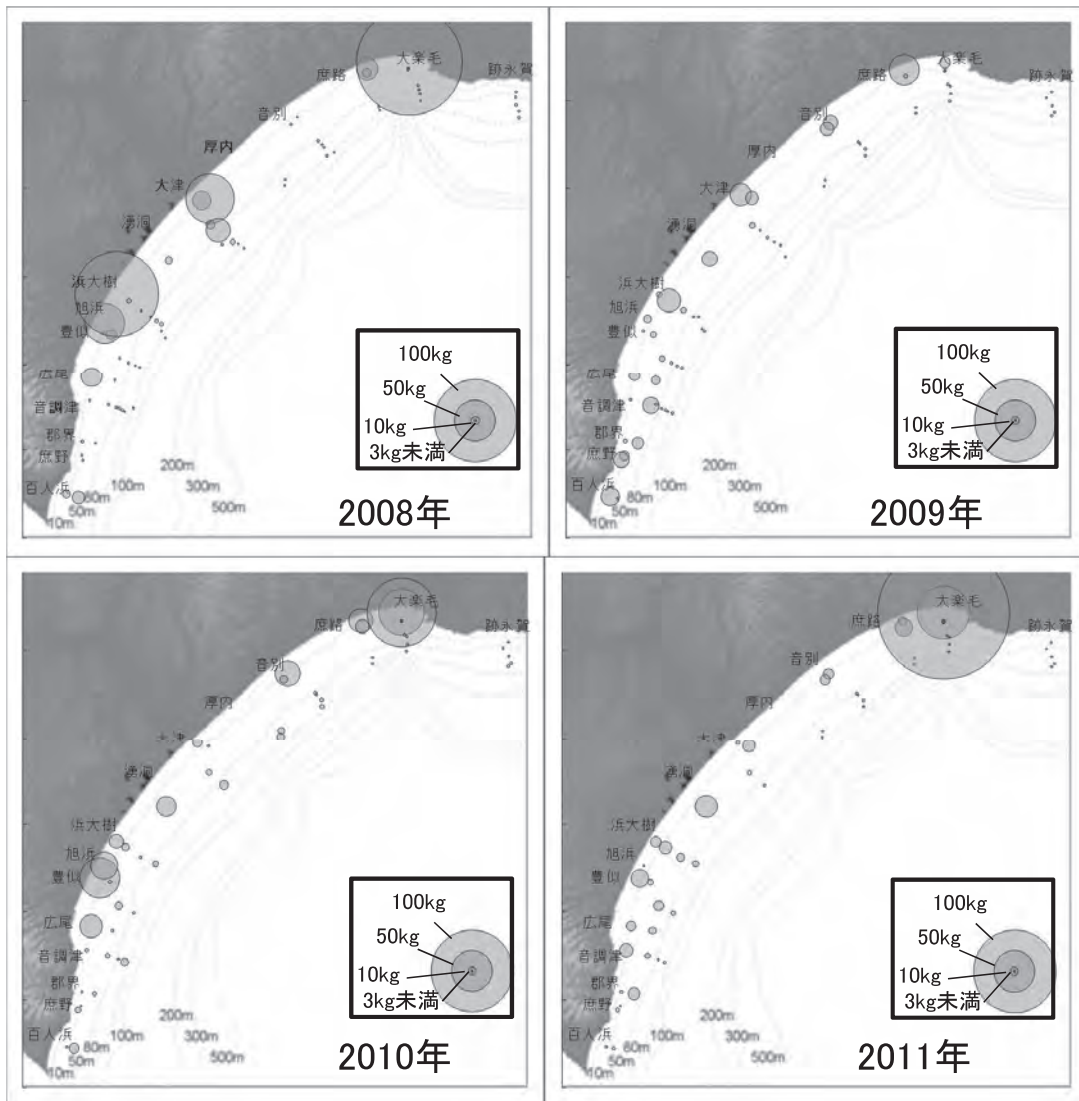 大楽毛
庶路
跡永賀
音別
厚内
大津
湧洞
浜大樹
旭浜
豊似
広尾
音調津
郡界
庶野
百人浜
10m
50m
80m
100m
200m
300m
500m
100kg
50kg
10kg
3kg未満
2008年
大楽毛
庶路
跡永賀
音別
厚内
大津
湧洞
浜大樹
旭浜
豊似
広尾
音調津
郡界
庶野
百人浜
10m
50m
80m
100m
200m
300m
500m
100kg
50kg
10kg
3kg未満
2009年
大楽毛
庶路
跡永賀
音別
厚内
大津
湧洞
浜大樹
旭浜
豊似
広尾
音調津
郡界
庶野
百人浜
10m
50m
80m
100m
200m
300m
500m
100kg
50kg
10kg
3kg未満
2010年
大楽毛
庶路
跡永賀
音別
厚内
大津
湧洞
浜大樹
旭浜
豊似
広尾
音調津
郡界
庶野
百人浜
10m
50m
80m
100m
200m
300m
500m
100kg
50kg
10kg
3kg未満
2011年